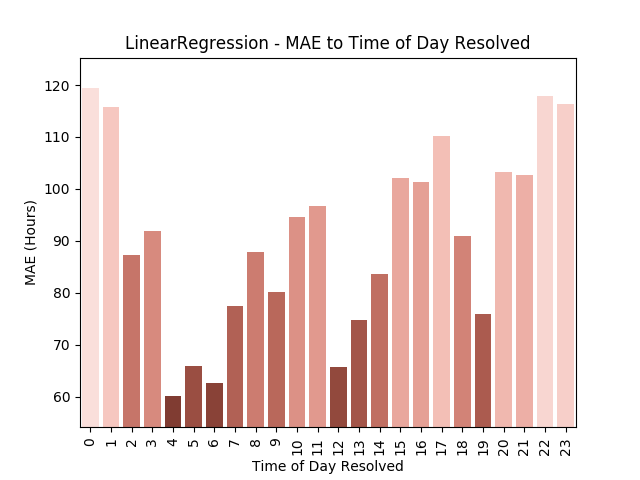 LinearRegression - MAE to Time of Day Resolved
MAE (Hours)
120
110
100
90
80
70
60
0 1 2 3 4 5 6 7 8 9 10 11 12 13 14 15 16 17 18 19 20 21 22 23
Time of Day Resolved